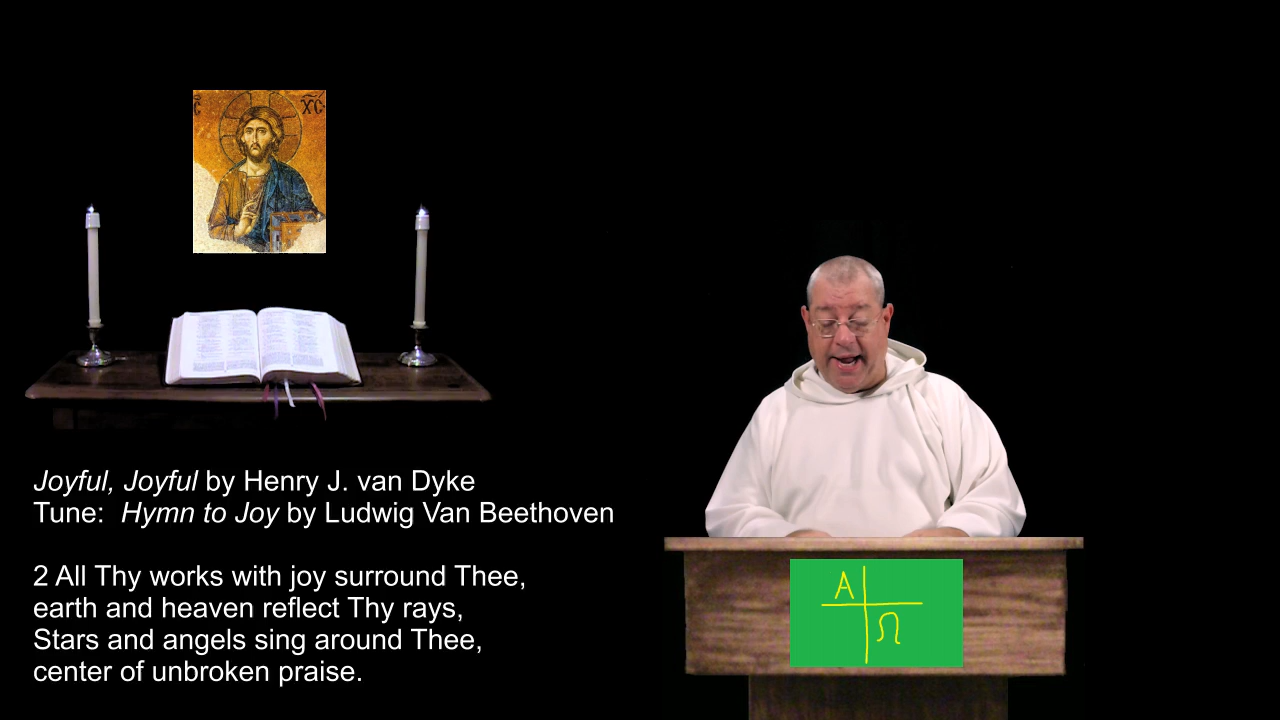 C XC
Joyful, Joyful by Henry J. van Dyke
Tune: Hymn to Joy by Ludwig Van Beethoven
2 All Thy works with joy surround Thee,
earth and heaven reflect Thy rays,
Stars and angels sing around Thee,
center of unbroken praise.
A
Ω